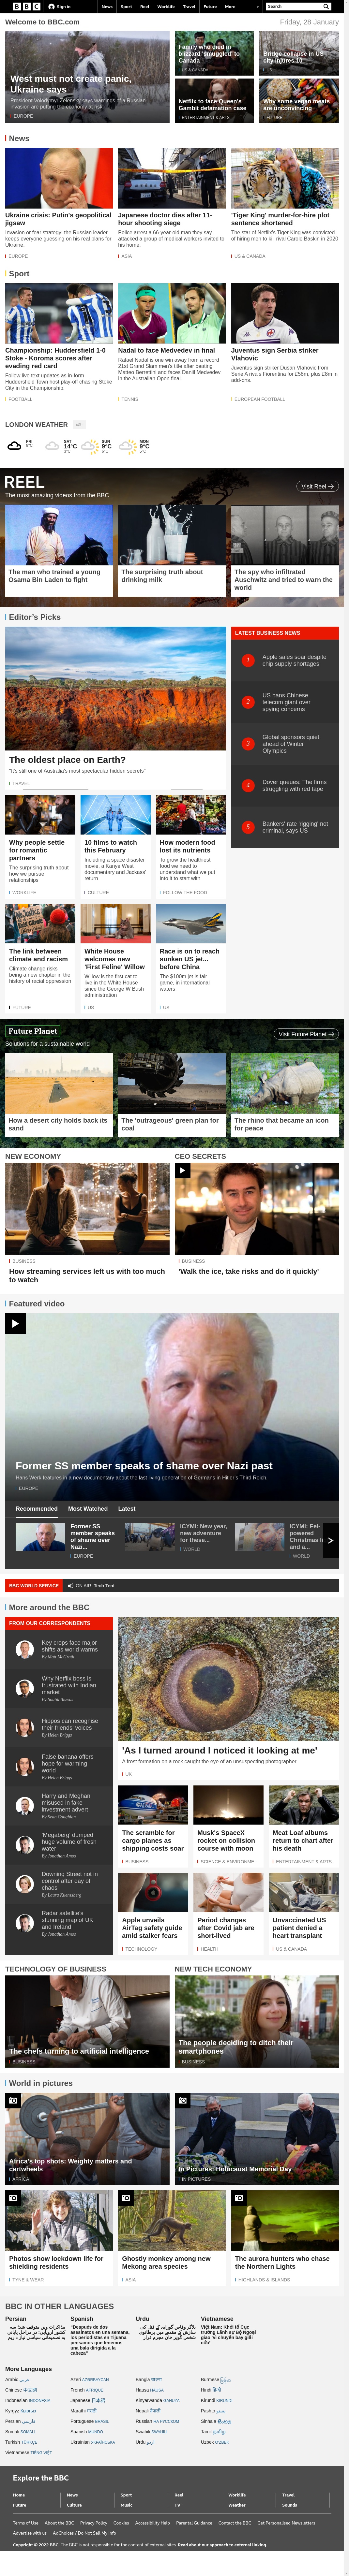 BBC
Sign in
News
Sport
Reel
Worklife
Travel
Future
More
Search
Welcome to BBC.com
Friday, 28 January
West must not create panic, Ukraine says
President Volodymyr Zelensky says warnings of a Russian invasion are putting the economy at risk.
EUROPE
Family who died in blizzard 'smuggled' to Canada
US & CANADA
Bridge collapse in US city injures 10
US
Netflix to face Queen's Gambit defamation case
ENTERTAINMENT & ARTS
Why some vegan meats are unconvincing
FUTURE
News
Ukraine crisis: Putin's geopolitical jigsaw
Invasion or fear strategy: the Russian leader keeps everyone guessing on his real plans for Ukraine.
EUROPE
Japanese doctor dies after 11-hour shooting siege
Police arrest a 66-year-old man they say attacked a group of medical workers invited to his home.
ASIA
'Tiger King' murder-for-hire plot sentence shortened
The star of Netflix's Tiger King was convicted of hiring men to kill rival Carole Baskin in 2020
US & CANADA
Sport
Championship: Huddersfield 1-0 Stoke - Koroma scores after evading red card
Follow live text updates as in-form Huddersfield Town host play-off chasing Stoke City in the Championship.
FOOTBALL
Nadal to face Medvedev in final
Rafael Nadal is one win away from a record 21st Grand Slam men's title after beating Matteo Berrettini and faces Daniil Medvedev in the Australian Open final.
TENNIS
Juventus sign Serbia striker Vlahovic
Juventus sign striker Dusan Vlahovic from Serie A rivals Fiorentina for £58m, plus £8m in add-ons.
EUROPEAN FOOTBALL
LONDON WEATHER
FRI
SAT
14°C
SUN
9°C
MON
9°C
REEL
Visit Reel
The most amazing videos from the BBC
The man who trained a young Osama Bin Laden to fight
The surprising truth about drinking milk
The spy who infiltrated Auschwitz and tried to warn the world
Editor's Picks
The oldest place on Earth?
"It's still one of Australia's most spectacular hidden secrets"
TRAVEL
LATEST BUSINESS NEWS
1
Apple sales soar despite chip supply shortages
2
US bans Chinese telecom giant over spying concerns
3
Global sponsors quiet ahead of Winter Olympics
4
Dover queues: The firms struggling with red tape
5
Bankers' rate 'rigging' not criminal, says US
Why people settle for romantic partners
The surprising truth about how we pursue relationships
WORKLIFE
10 films to watch this February
Including a space disaster movie, a Kanye West documentary and Jackass' return
CULTURE
How modern food lost its nutrients
To grow the healthiest food we need to understand what we put into it to start with
FOLLOW THE FOOD
The link between climate and racism
Climate change risks being a new chapter in the history of racial oppression
FUTURE
White House welcomes new 'First Feline' Willow
Willow is the first cat to live in the White House since the George W Bush administration
US
Race is on to reach sunken US jet... before China
The $100m jet is fair game, in international waters
US
Future Planet
Visit Future Planet
Solutions for a sustainable world
How a desert city holds back its sand
The 'outrageous' green plan for coal
The rhino that became an icon for peace
NEW ECONOMY
BUSINESS
How streaming services left us with too much to watch
CEO SECRETS
BUSINESS
'Walk the ice, take risks and do it quickly'
Featured video
Former SS member speaks of shame over Nazi past
Hans Werk features in a new documentary about the last living generation of Germans in Hitler's Third Reich.
EUROPE
Recommended
Most Watched
Latest
Former SS member speaks of shame over Nazi...
EUROPE
ICYMI: New year, new adventure for these...
WORLD
ICYMI: Eel-powered Christmas li and a...
WORLD
BBC WORLD SERVICE
ON AIR: Tech Tent
More around the BBC
FROM OUR CORRESPONDENTS
Key crops face major shifts as world warms
By Matt McGrath
Why Netflix boss is frustrated with Indian market
By Soutik Biswas
Hippos can recognise their friends' voices
By Helen Briggs
False banana offers hope for warming world
By Helen Briggs
Harry and Meghan misused in fake investment advert
By Sean Coughlan
'Megaberg' dumped huge volume of fresh water
By Jonathan Amos
Downing Street not in control after day of chaos
By Laura Kuenssberg
Radar satellite's stunning map of UK and Ireland
By Jonathan Amos
'As I turned around I noticed it looking at me'
A frost formation on a rock caught the eye of an unsuspecting photographer
UK
The scramble for cargo planes as shipping costs soar
BUSINESS
Musk's SpaceX rocket on collision course with moon
SCIENCE & ENVIRONME...
Meat Loaf albums return to chart after his death
ENTERTAINMENT & ARTS
Apple unveils AirTag safety guide amid stalker fears
TECHNOLOGY
Period changes after Covid jab are short-lived
HEALTH
Unvaccinated US patient denied a heart transplant
US & CANADA
TECHNOLOGY OF BUSINESS
The chefs turning to artificial intelligence
BUSINESS
NEW TECH ECONOMY
The people deciding to ditch their smartphones
BUSINESS
World in pictures
Africa's top shots: Weighty matters and cartwheels
AFRICA
In Pictures: Holocaust Memorial Day
IN PICTURES
Photos show lockdown life for shielding residents
TYNE & WEAR
Ghostly monkey among new Mekong area species
ASIA
The aurora hunters who chase the Northern Lights
HIGHLANDS & ISLANDS
BBC IN OTHER LANGUAGES
Persian
Spanish
"Después de dos asesinatos en una semana, los periodistas en Tijuana pensamos que tenemos una bala dirigida a la cabeza"
Urdu
Vietnamese
Việt Nam: Khởi tố Cục trưởng Lãnh sự Bộ Ngoại giao 'vì chuyến bay giải cứu'
More Languages
Arabic عربي
Azeri AZƏRBAYCAN
Bangla বাংলা
Burmese
Chinese 中文网
French AFRIQUE
Hausa HAUSA
Hindi हिन्दी
Indonesian INDONESIA
Japanese 日本語
Kinyarwanda GAHUZA
Kirundi KIRUNDI
Kyrgyz Кыргыз
Marathi मराठी
Nepali नेपाली
Pashto پښتو
Persian فارسی
Portuguese BRASIL
Russian НА РУССКОМ
Sinhala සිංහල
Somali SOMALI
Spanish MUNDO
Swahili SWAHILI
Tamil தமிழ்
Turkish TÜRKÇE
Ukrainian УКРАЇНСЬКA
Urdu اردو
Uzbek O'ZBEK
Vietnamese TIẾNG VIỆT
Explore the BBC
Home
News
Sport
Reel
Worklife
Travel
Future
Culture
Music
TV
Weather
Sounds
Terms of Use
About the BBC
Privacy Policy
Cookies
Accessibility Help
Parental Guidance
Contact the BBC
Get Personalised Newsletters
Advertise with us
AdChoices / Do Not Sell My Info
Copyright © 2022 BBC. The BBC is not responsible for the content of external sites. Read about our approach to external linking.